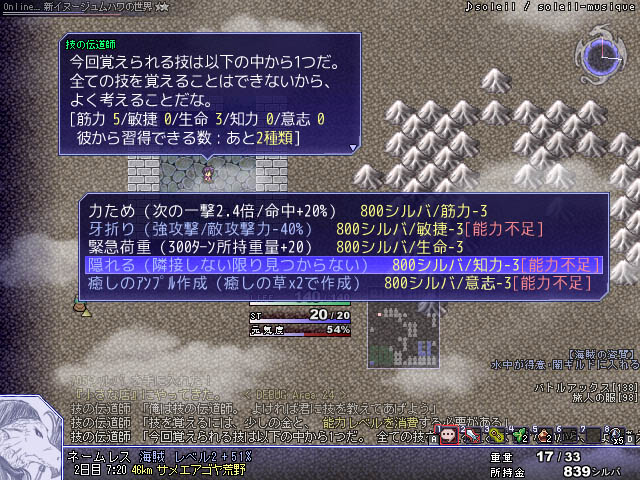 Online... 新イヌージュムハワの世界 ★★
♪soleil / soleil-musique
技の伝道師
今回覚えられる技は以下の中から1つだ。
全ての技を覚えることはできないから、
よく考えることだな。
[筋力 5/敏捷 0/生命 3/知力 0/意志 0
彼から習得できる数:あと2種類]
力ため (次の一撃2.4倍/命中+20%) 800シルバ/筋力-3
牙折り (強攻撃/敵攻撃力-40%) 800シルバ/敏捷-3[能力不足]
緊急荷重 (300ターン所持重量+20) 800シルバ/生命-3
隠れる (隣接しない限り見つからない) 800シルバ/知力-3[能力不足]
癒しのアンプル作成 (癒しの草x2で作成) 800シルバ/意志-3[能力不足]
ST 20 / 20
元気度 54%
【海賊の資質】
水中が得意・闇ギルドに入れる
バトルアックス[138]
旅人の服[98]
『小さな店』にやってきた。 < DEBUG Area:24
技の伝道師 「俺は技の伝道師。 よければ君に技を教えてあげよう」
技の伝道師 「技を覚えるには、少しの金と、 能力レベルを消費する必要がある
技の伝道師 「今回覚えられる技は以下の中から1つだ。 全ての技を
ネームレス 海賊 レベル2+51%
2日目 7:20 46km サメエアゴヤ荒野
重量 17 / 33
所持金 839シルバ